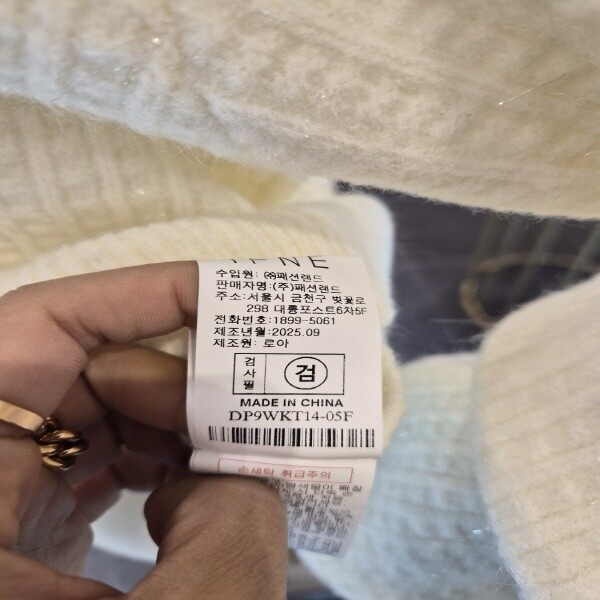 수입원: ㈜패션랜드
판매자명:(주)패션랜드
주소:서울시 금천구 벚꽃로
298 대륭포스트6차5F
전화번호:1899-5061
제조년월:2025.09
제조원: 로아
검사필
검
MADE IN CHINA
DP9WKT14-05F
손세탁 취급주의